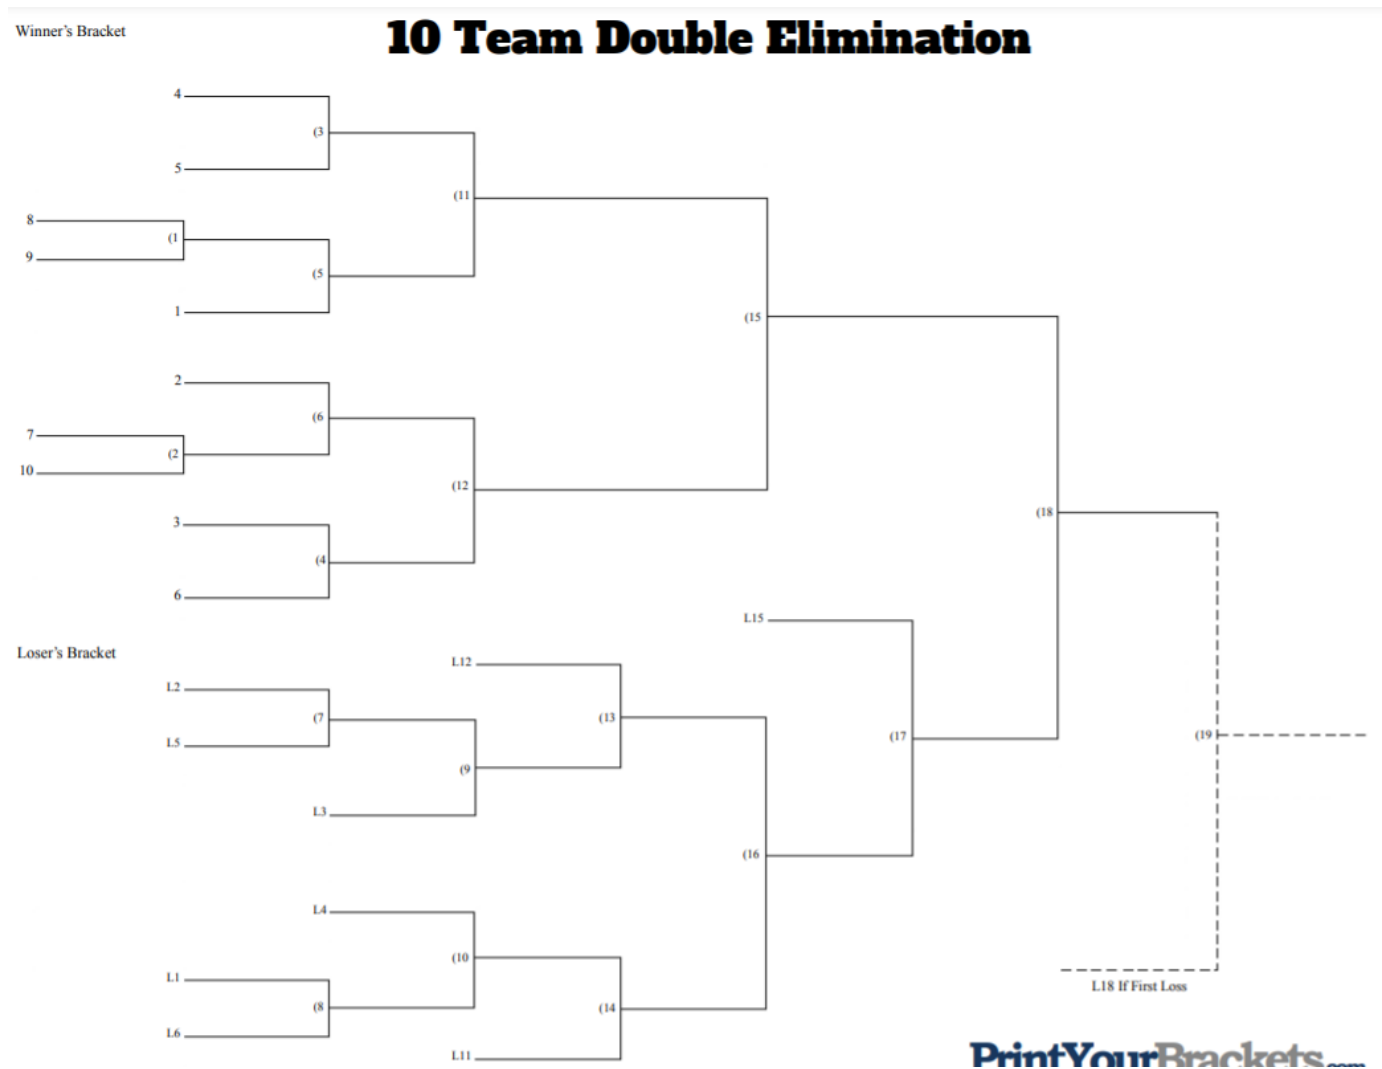 10 Team Double Elimination
Winner's Bracket
4
(3
5
(11
8
(1
9
(5
1
(15
2
(6
7
(2
10
(12
3
(4
6
(18
L15
Loser's Bracket
L12
L2
(7
(13
L5
(17
(19
(9
L3
(16
L4
(10
L1
(8
(14
L6
L11
L18 If First Loss
PrintYourBrackets.com